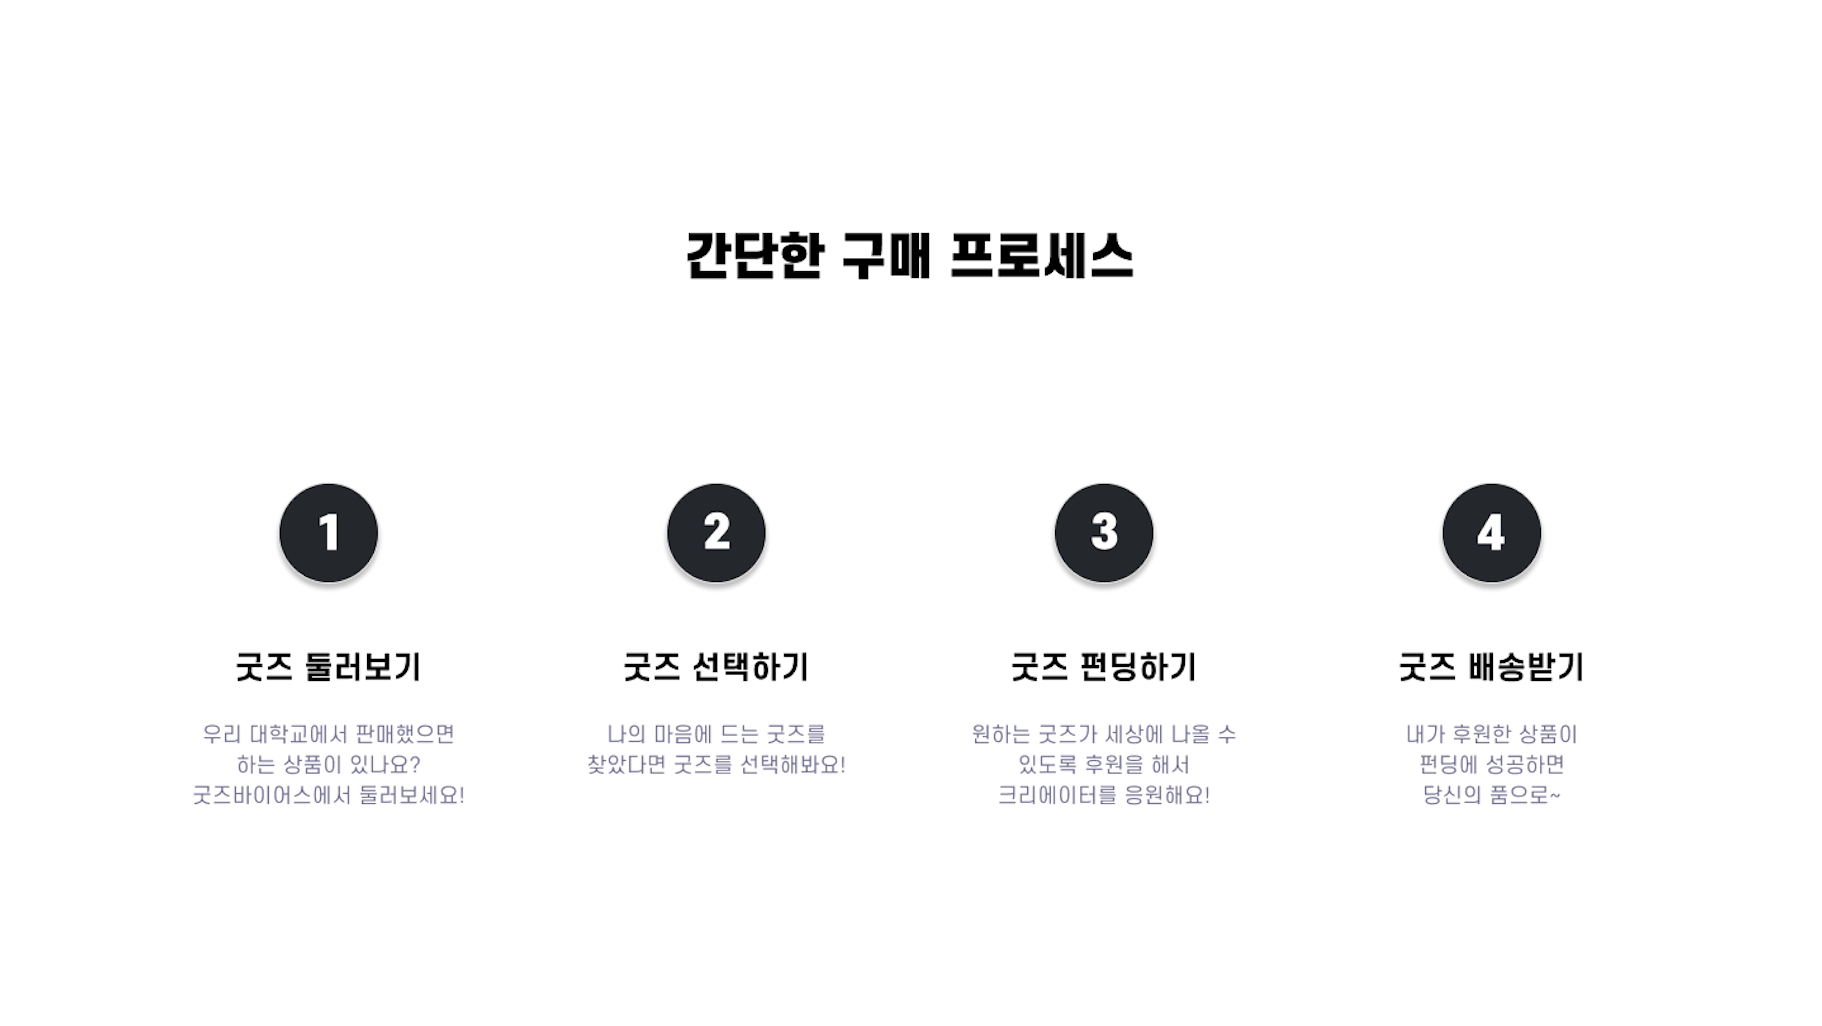 간단한 구매 프로세스
1
굿즈 둘러보기
우리 대학교에서 판매했으면
하는 상품이 있나요?
굿즈바이어스에서 둘러보세요!
2
굿즈 선택하기
나의 마음에 드는 굿즈를
찾았다면 굿즈를 선택해봐요!
3
굿즈 펀딩하기
원하는 굿즈가 세상에 나올 수
있도록 후원을 해서
크리에이터를 응원해요!
4
굿즈 배송받기
내가 후원한 상품이
펀딩에 성공하면
당신의 품으로~